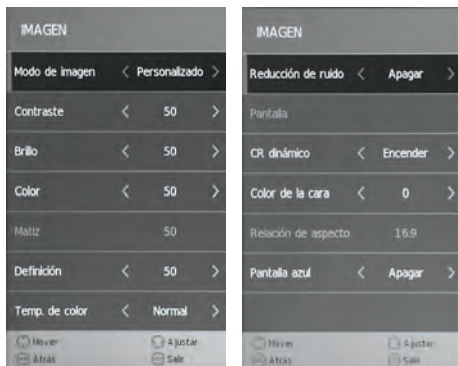 IMAGEN
Modo de imagen < Personalizado >
Contraste < 50 >
Brillo < 50 >
Color < 50 >
Matiz 50
Definición < 50 >
Temp. de color < Normal >
Mover Ajustar
Atrás Salir
IMAGEN
Reducción de ruido < Apagar >
Pantalla
CR dinámico < Encender >
Color de la cara < 0 >
Relación de aspecto 16:9
Pantalla azul < Apagar >
Mover Ajustar
Atrás Salir